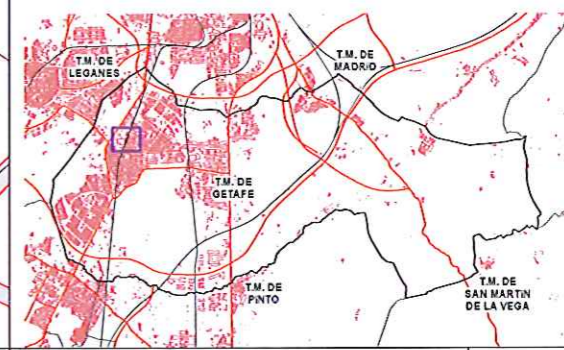 T.M. DE
LEGANES
T.M. DE
MADRID
T.M. DE
GETAFE
T.M. DE
PINTO
T.M. DE
SAN MARTIN
DE LA VEGA